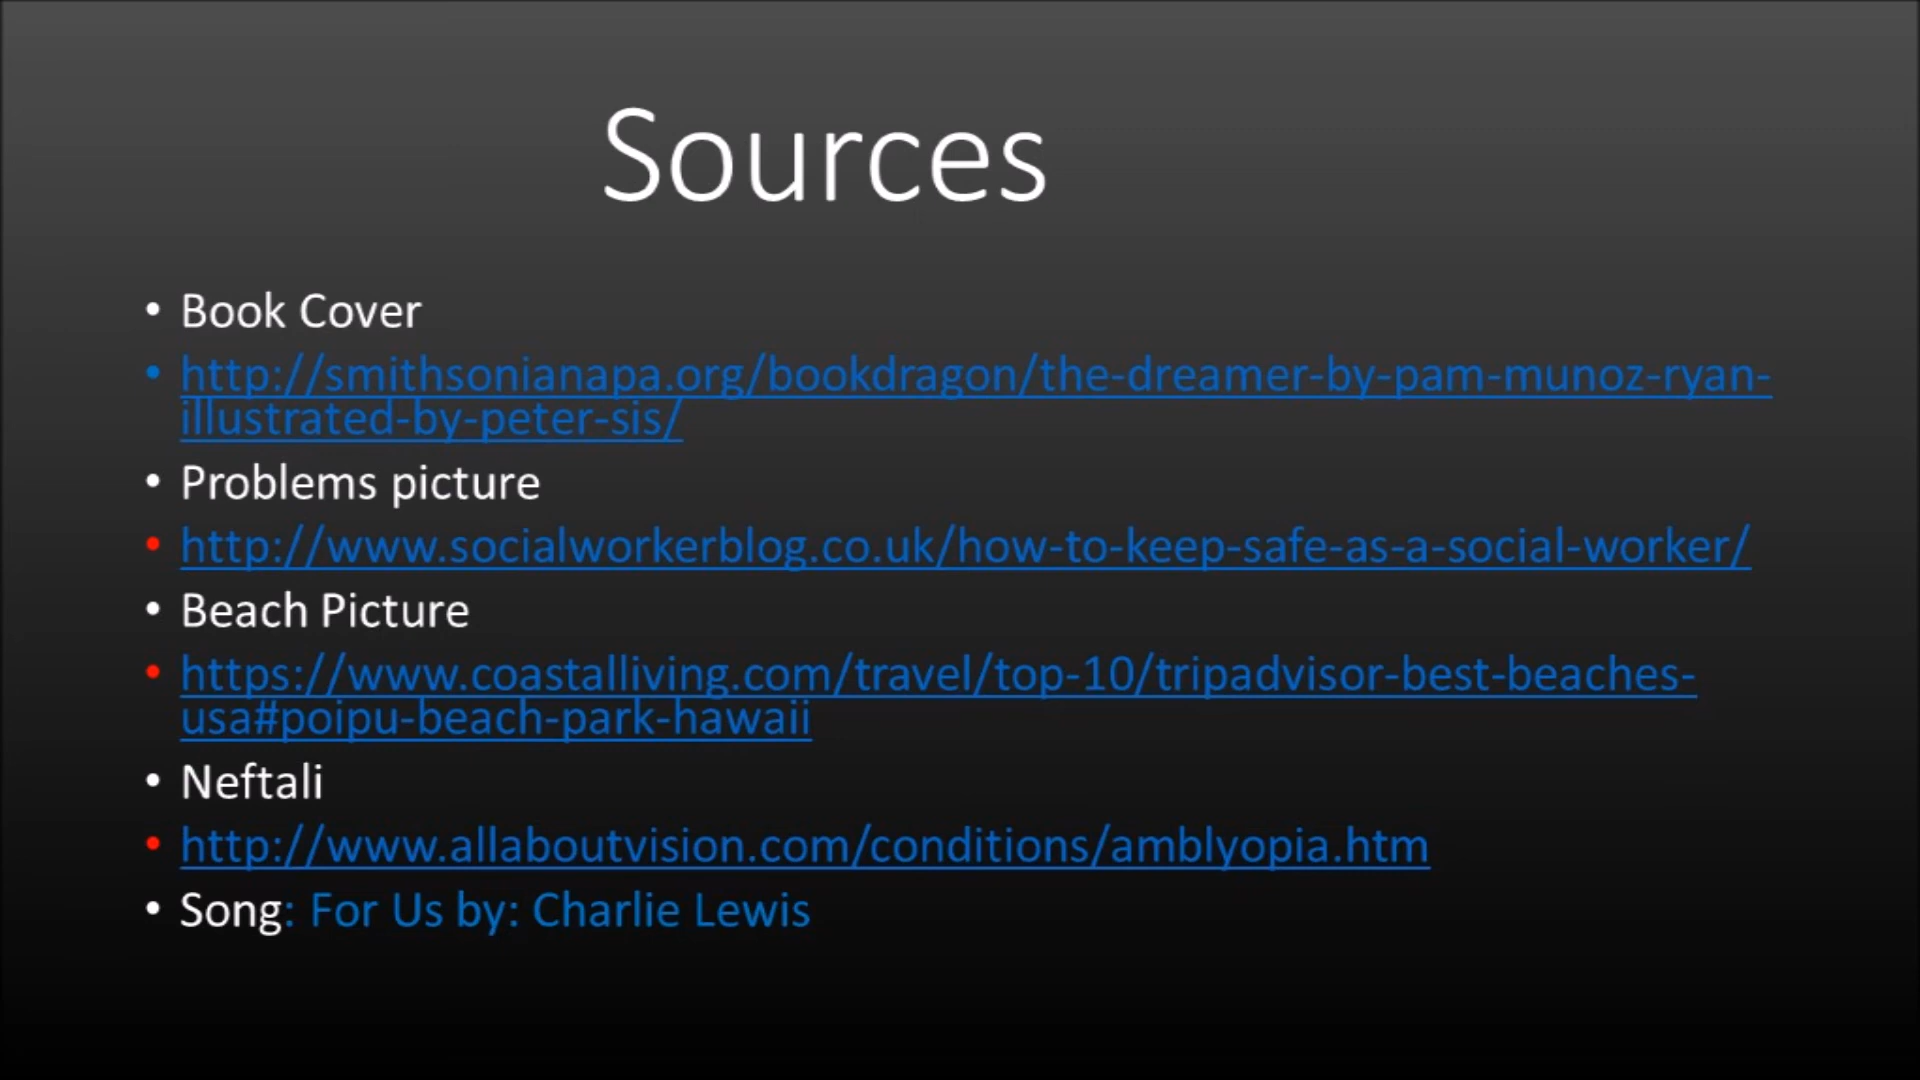 Sources
• Book Cover
• http://smithsonianapa.org/bookdragon/the-dreamer-by-pam-munoz-ryan-
illustrated-by-peter-sis/
• Problems picture
• http://www.socialworkerblog.co.uk/how-to-keep-safe-as-a-social-worker/
• Beach Picture
• https://www.coastalliving.com/travel/top-10/tripadvisor-best-beaches-
usa#poipu-beach-park-hawaii
• Neftali
• http://www.allaboutvision.com/conditions/amblyopia.htm
• Song: For Us by: Charlie Lewis